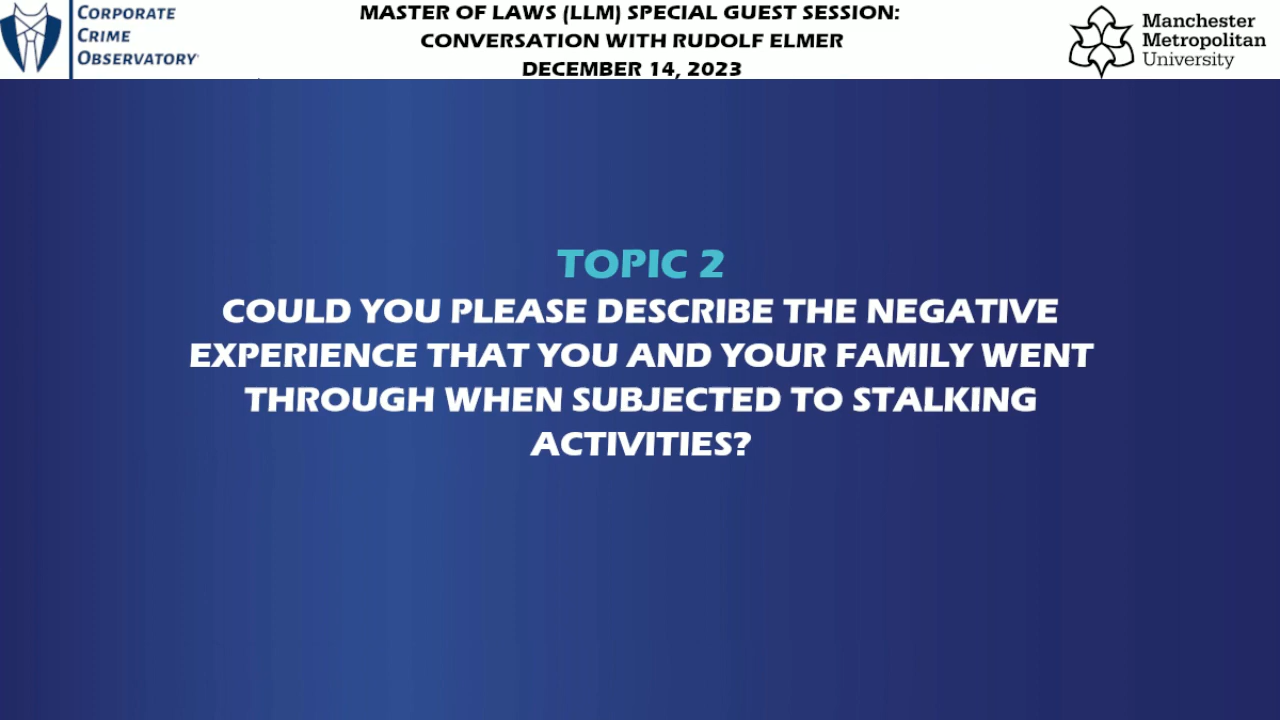 CORPORATE
CRIME
OBSERVATORY
MASTER OF LAWS (LLM) SPECIAL GUEST SESSION:
CONVERSATION WITH RUDOLF ELMER
DECEMBER 14, 2023
Manchester
Metropolitan
University
TOPIC 2
COULD YOU PLEASE DESCRIBE THE NEGATIVE
EXPERIENCE THAT YOU AND YOUR FAMILY WENT
THROUGH WHEN SUBJECTED TO STALKING
ACTIVITIES?